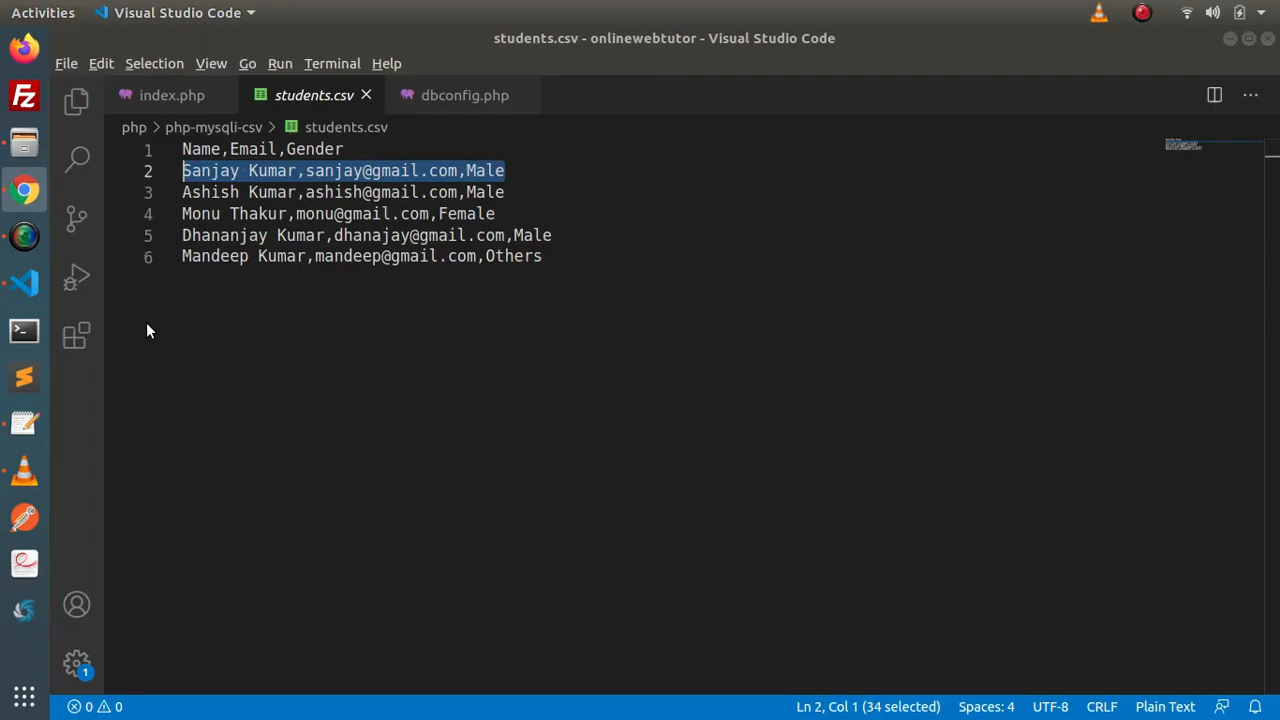 Activities Visual Studio Code
students.csv - onlinewebtutor - Visual Studio Code
File Edit Selection View Go Run Terminal Help
index.php students.csv dbconfig.php
php > php-mysqli-csv > students.csv
1 Name,Email,Gender
2 Sanjay Kumar,sanjay@gmail.com,Male
3 Ashish Kumar,ashish@gmail.com,Male
4 Monu Thakur,monu@gmail.com,Female
5 Dhananjay Kumar,dhanajay@gmail.com,Male
6 Mandeep Kumar,mandeep@gmail.com,Others
1
0 0 Ln 2, Col 1 (34 selected) Spaces: 4 UTF-8 CRLF Plain Text